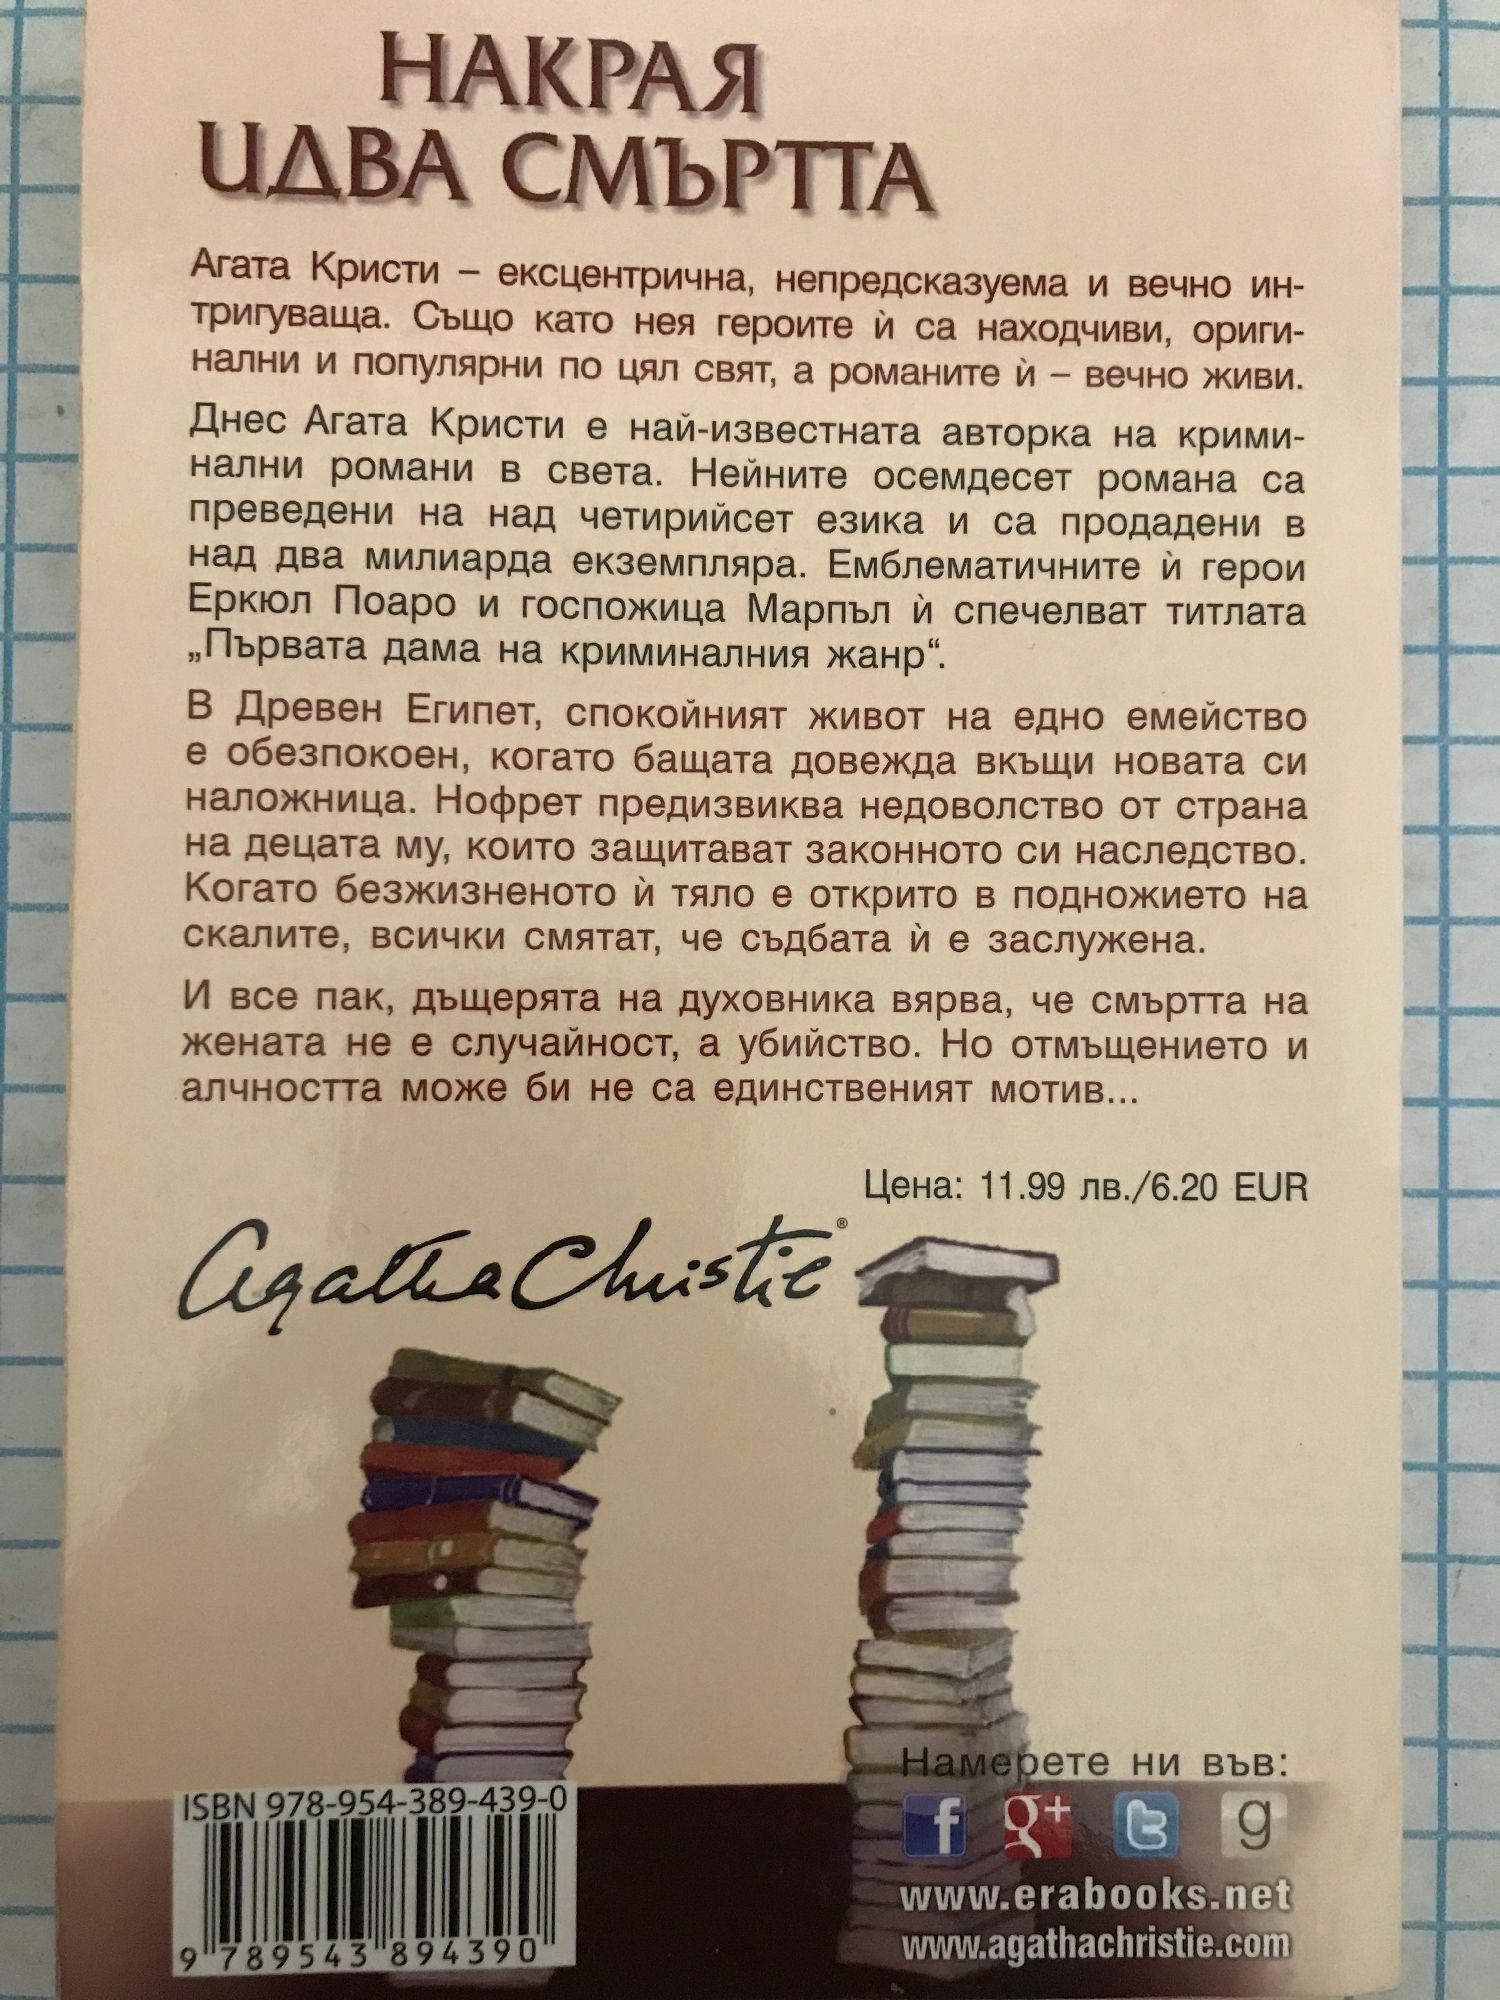 НАКРАЯ
ИДВА СМЪРТТА
Агата Кристи – ексцентрична, непредсказуема и вечно ин-
тригуваща. Също като нея героите ѝ са находчиви, ориги-
нални и популярни по цял свят, а романите ѝ – вечно живи.
Днес Агата Кристи е най-известната авторка на крими-
нални романи в света. Нейните осемдесет романа са
преведени на над четирийсет езика и са продадени в
над два милиарда екземпляра. Емблематичните ѝ герои
Еркюл Поаро и госпожица Марпъл ѝ спечелват титлата
„Първата дама на криминалния жанр“.
В Древен Египет, спокойният живот на едно емейство
е обезпокоен, когато бащата довежда вкъщи новата си
наложница. Нофрет предизвиква недоволство от страна
на децата му, които защитават законното си наследство.
Когато безжизненото ѝ тяло е открито в подножието на
скалите, всички смятат, че съдбата ѝ е заслужена.
И все пак, дъщерята на духовника вярва, че смъртта на
жената не е случайност, а убийство. Но отмъщението и
алчността може би не са единственият мотив...
Цена: 11.99 лв./6.20 EUR
Agatha Christie®
Намерете ни във:
ISBN 978-954-389-439-0
f g+ t g
www.erabooks.net
www.agathachristie.com
9 789543 894390